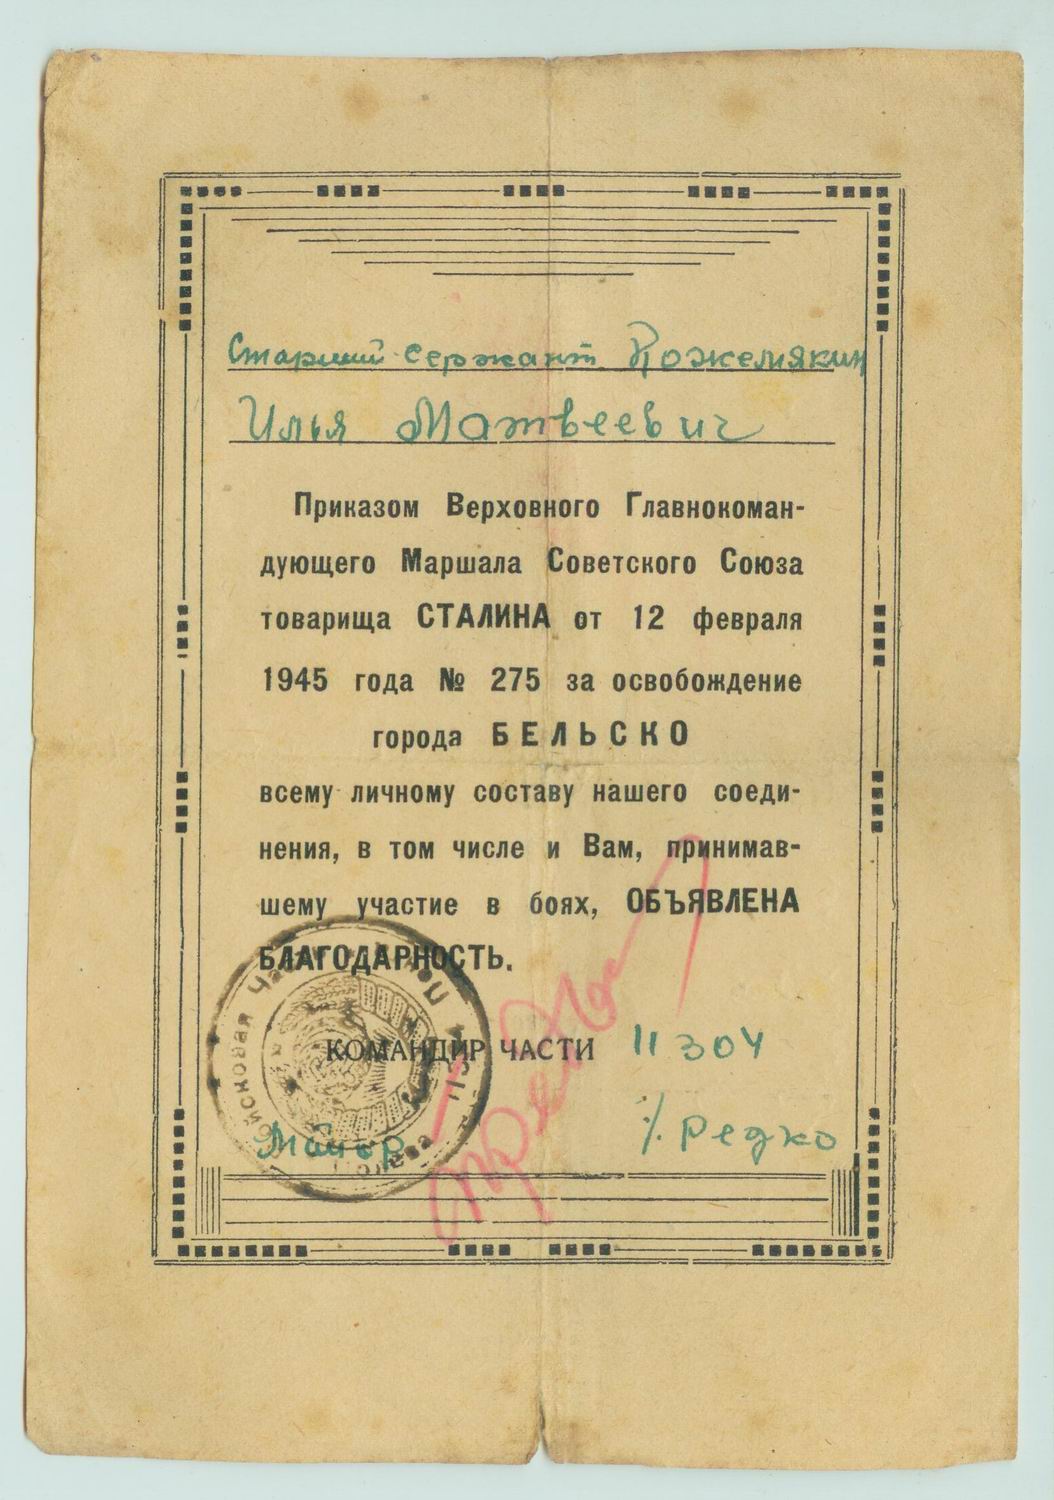 Старший сержант Кожемякин
Илья Матвеевич
Приказом Верховного Главнокоман-
дующего Маршала Советского Союза
товарища СТАЛИНА от 12 февраля
1945 года № 275 за освобождение
города БЕЛЬСКО
всему личному составу нашего соеди-
нения, в том числе и Вам, принимав-
шему участие в боях, ОБЪЯВЛЕНА
БЛАГОДАРНОСТЬ.
КОМАНДИР ЧАСТИ 11304
Майор Редко